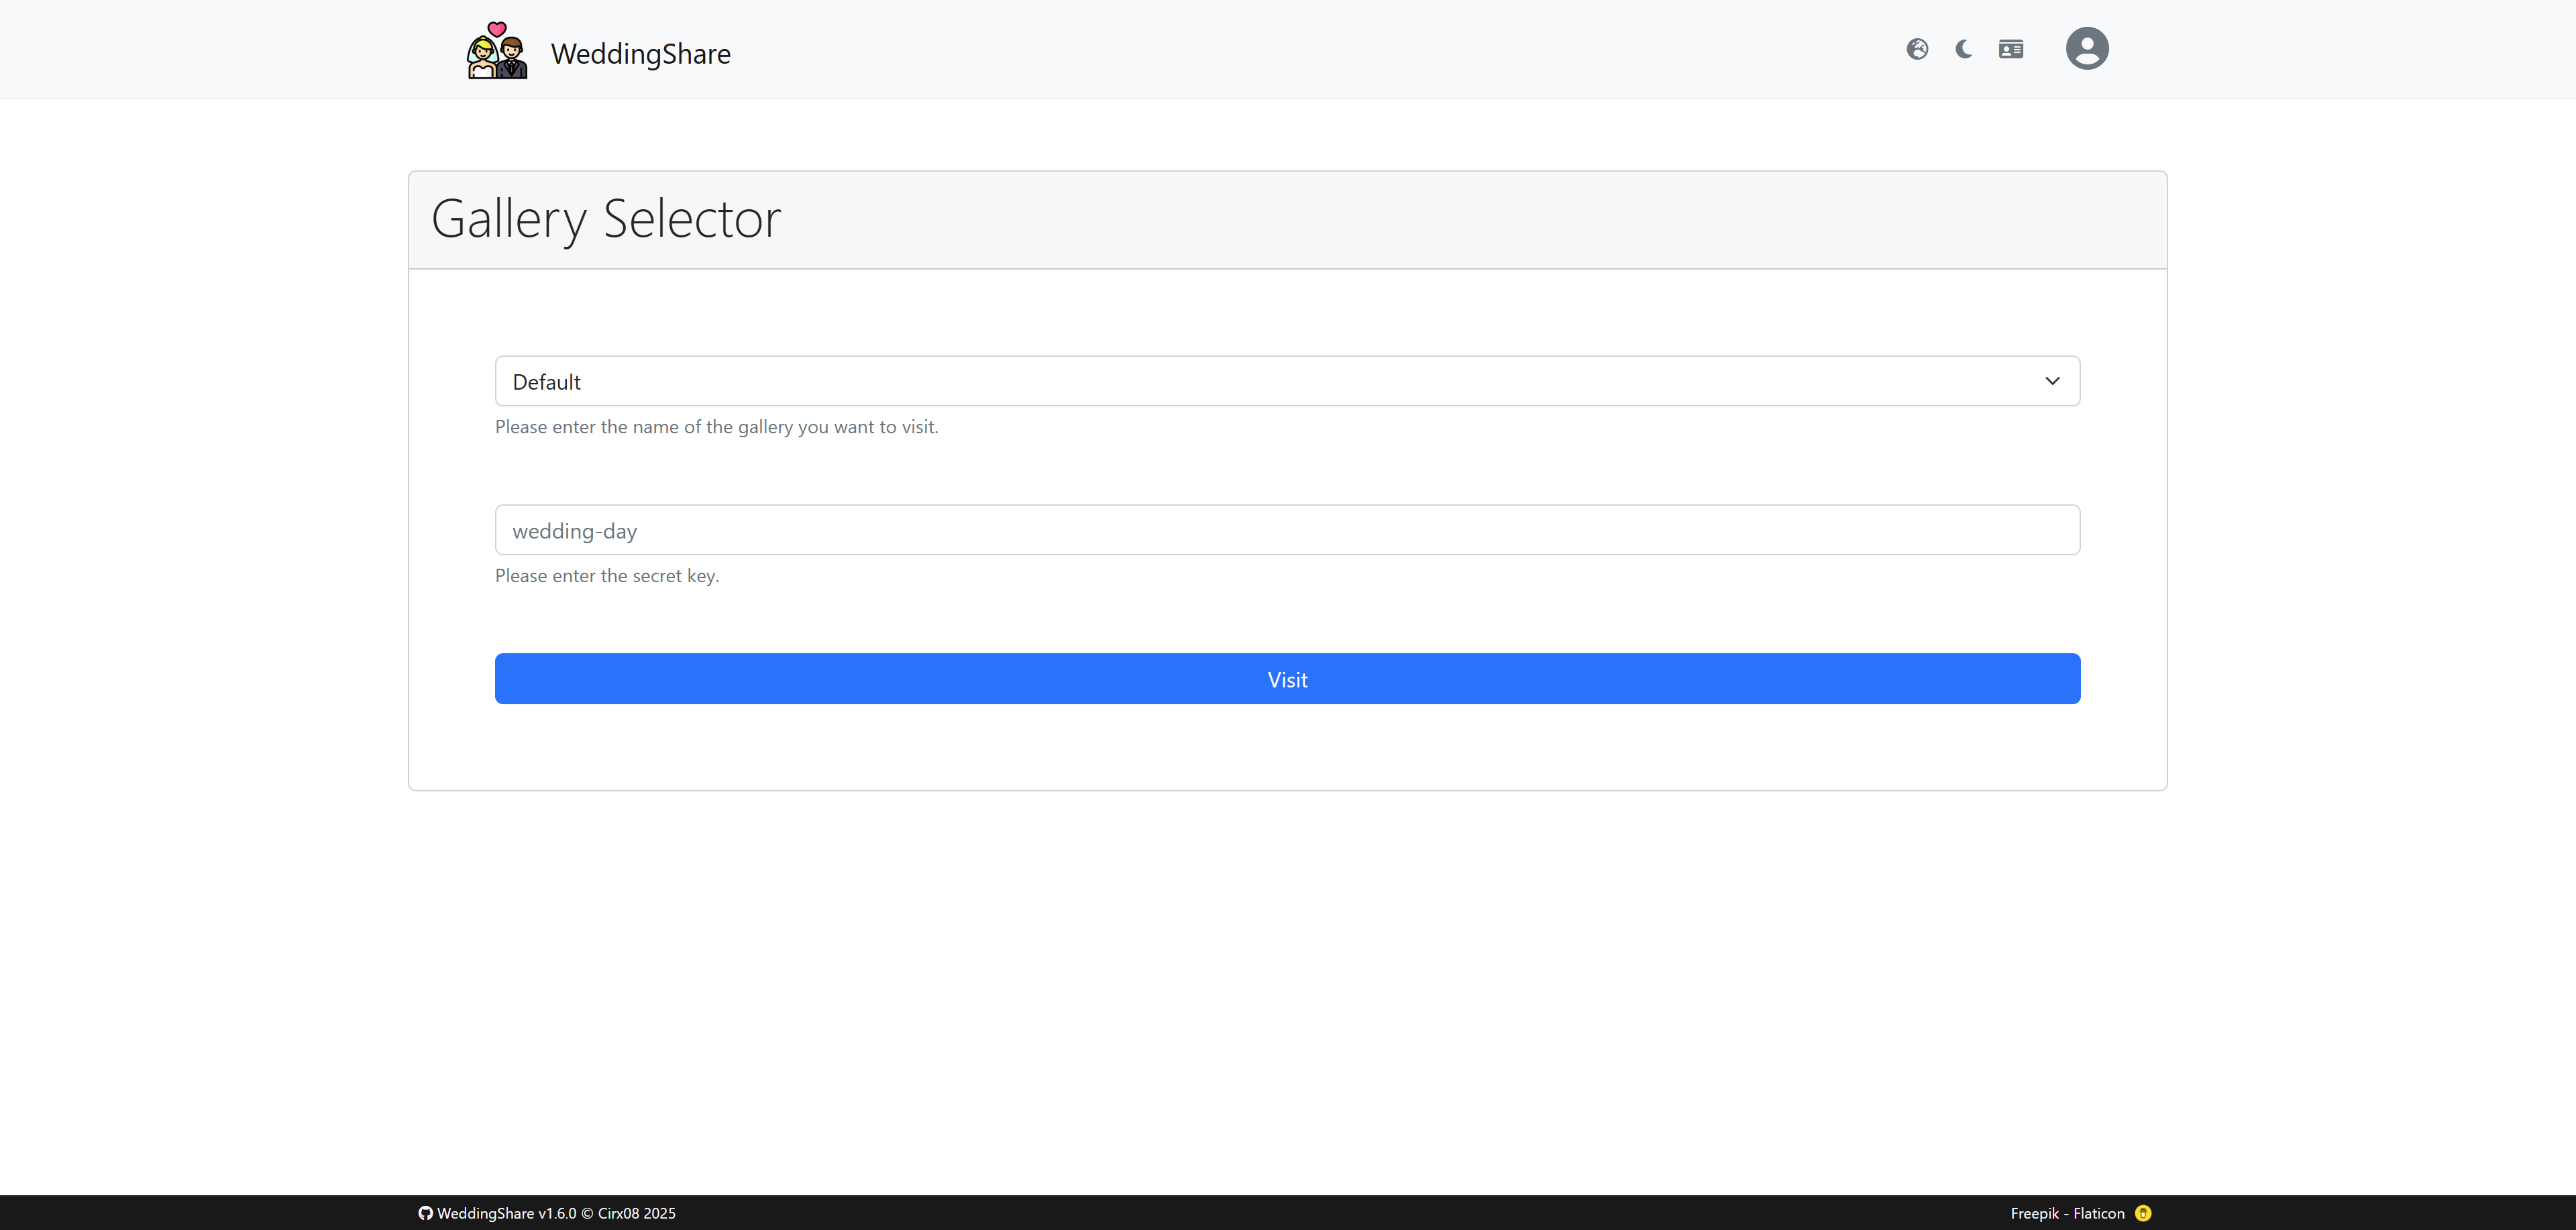 WeddingShare
Gallery Selector
Default
Please enter the name of the gallery you want to visit.
wedding-day
Please enter the secret key.
Visit
WeddingShare v1.6.0 © Cirx08 2025
Freepik - Flaticon